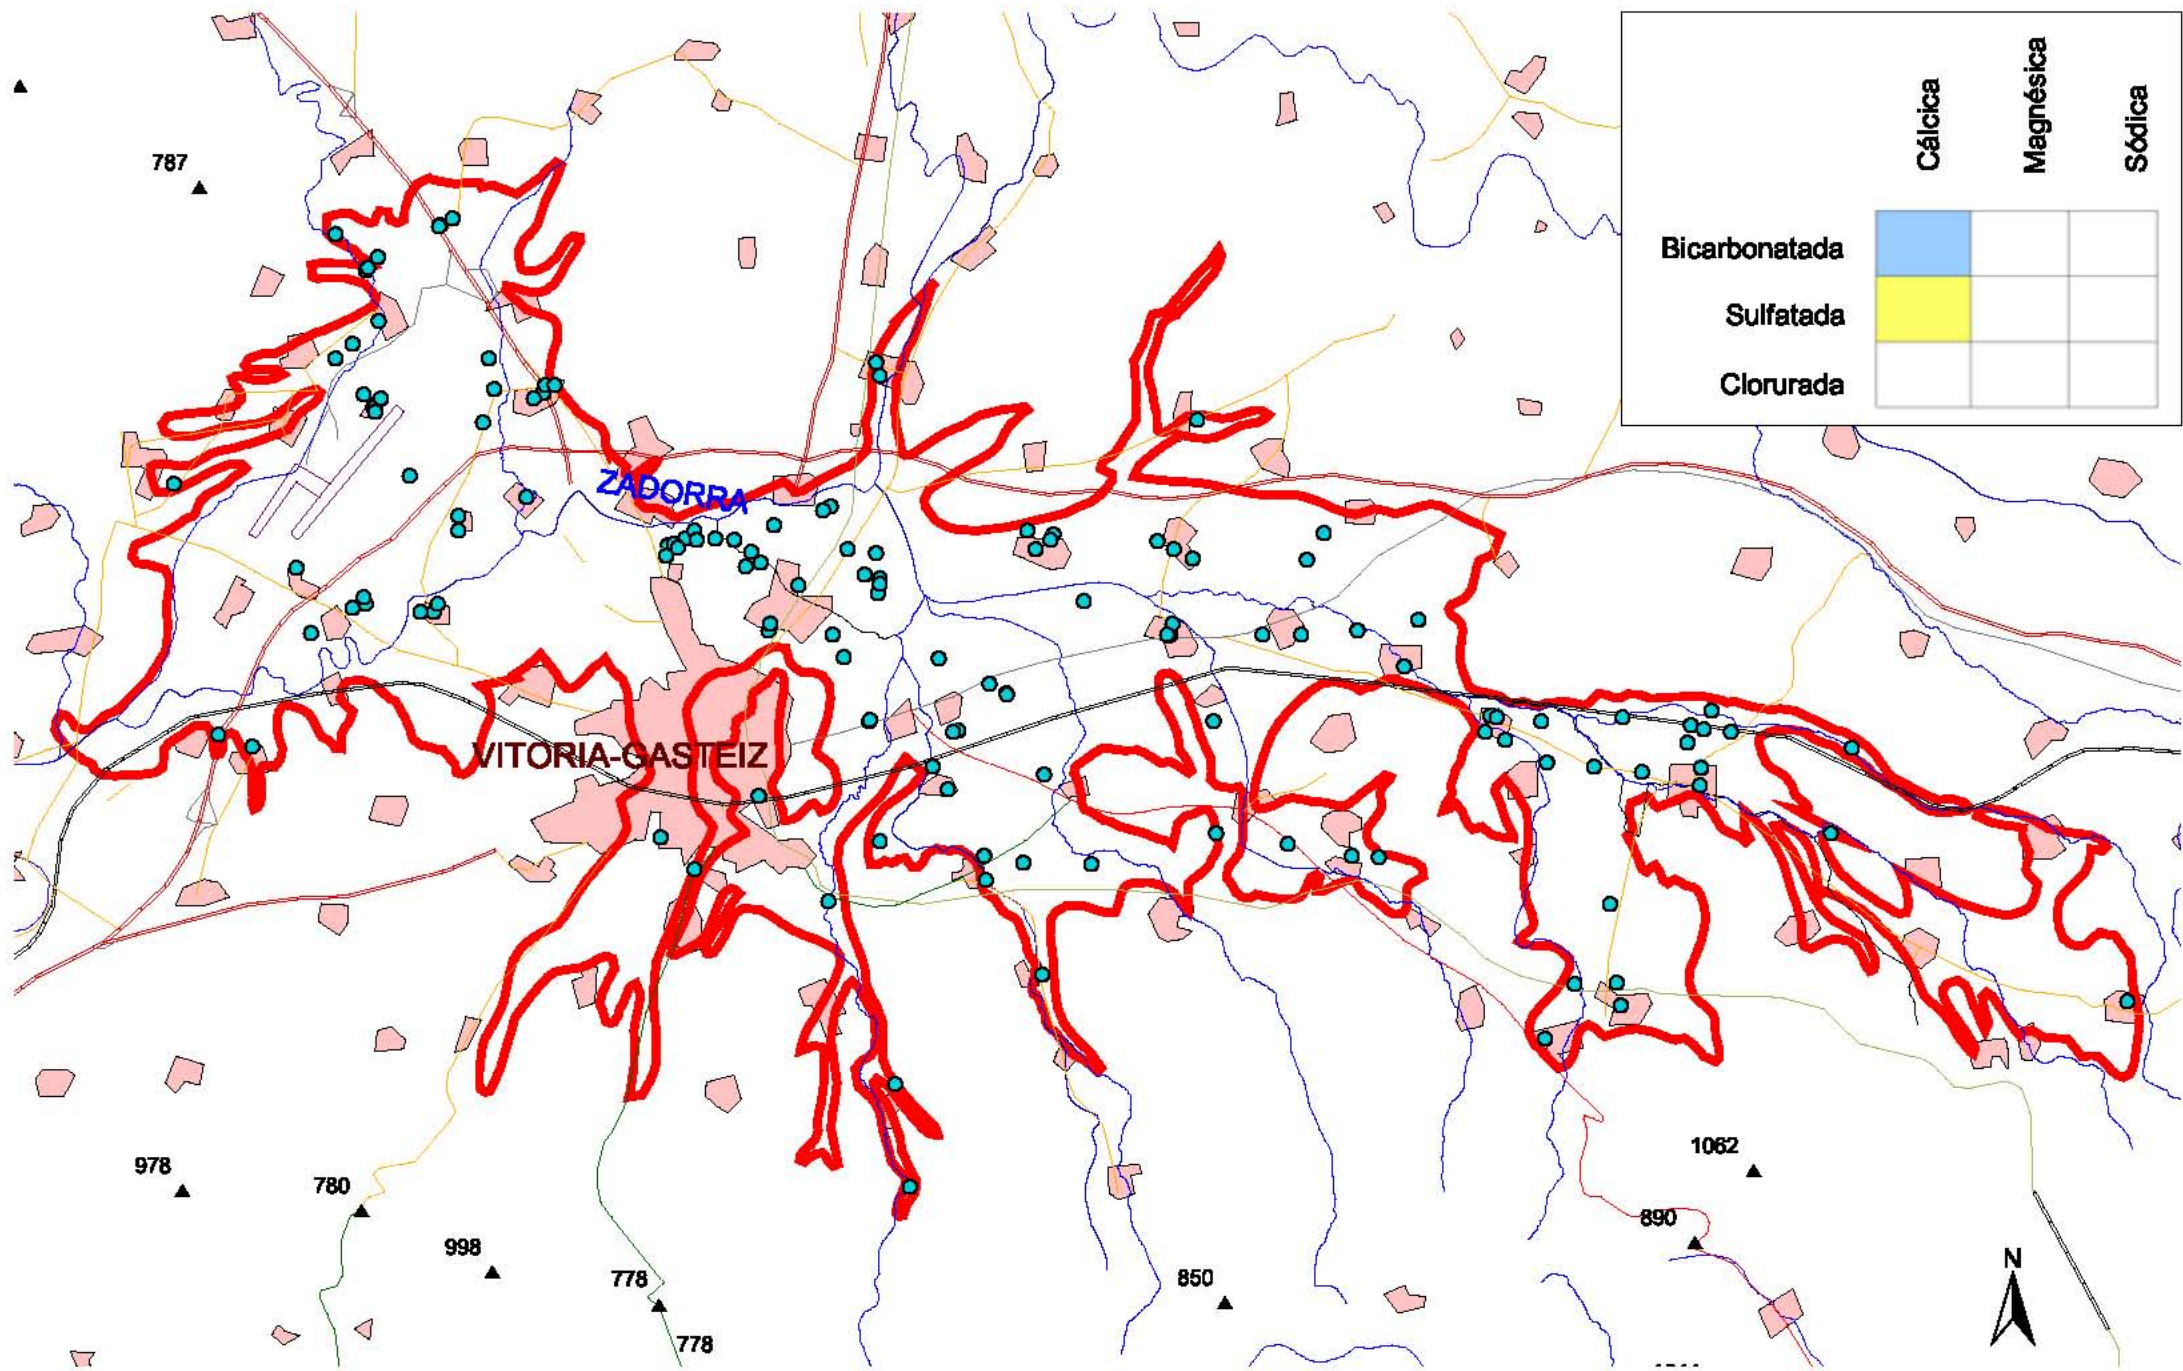 Cálcica
Magnésica
Sódica
787
Bicarbonatada
Sulfatada
Clorurada
ZADORRA
VITORIA-GASTEIZ
1062
978
780
890
998
N
778
850
778